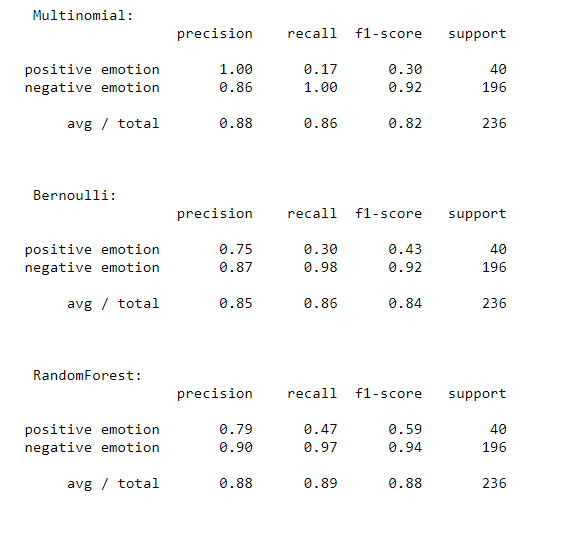 Multinomial:
precision recall f1-score support
positive emotion 1.00 0.17 0.30 40
negative emotion 0.86 1.00 0.92 196
avg / total 0.88 0.86 0.82 236
Bernoulli:
precision recall f1-score support
positive emotion 0.75 0.30 0.43 40
negative emotion 0.87 0.98 0.92 196
avg / total 0.85 0.86 0.84 236
RandomForest:
precision recall f1-score support
positive emotion 0.79 0.47 0.59 40
negative emotion 0.90 0.97 0.94 196
avg / total 0.88 0.89 0.88 236